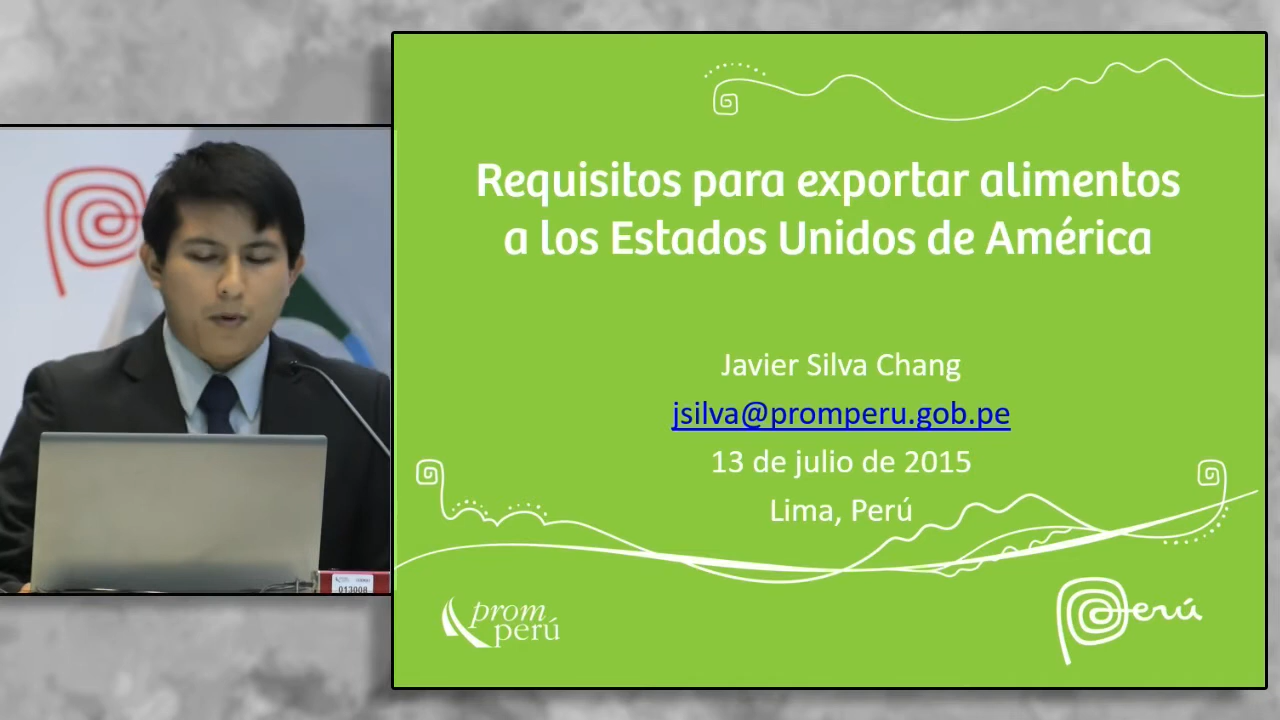 Requisitos para exportar alimentos
a los Estados Unidos de América
Javier Silva Chang
jsilva@promperu.gob.pe
13 de julio de 2015
Lima, Perú
prom
perú
Perú
013008